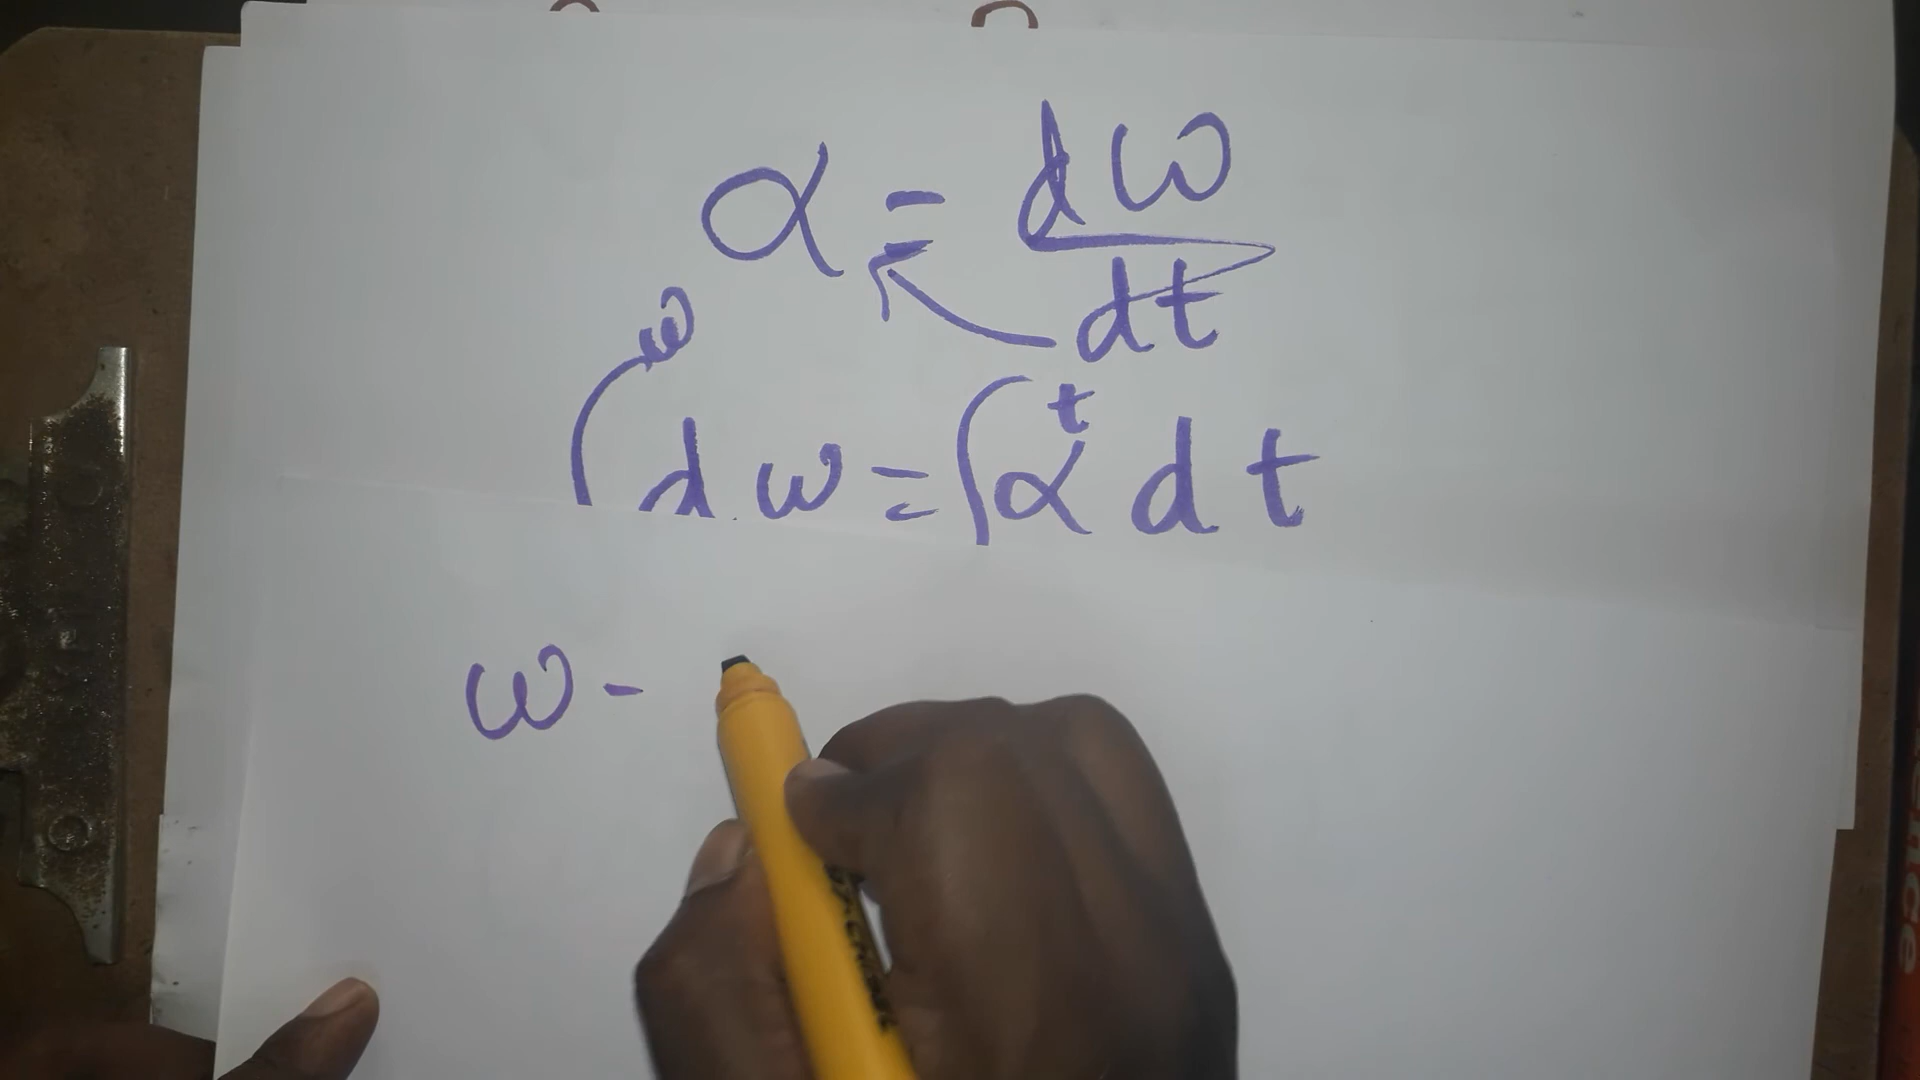 α = dω
dt
∫ω dω = ∫t α dt
ω -